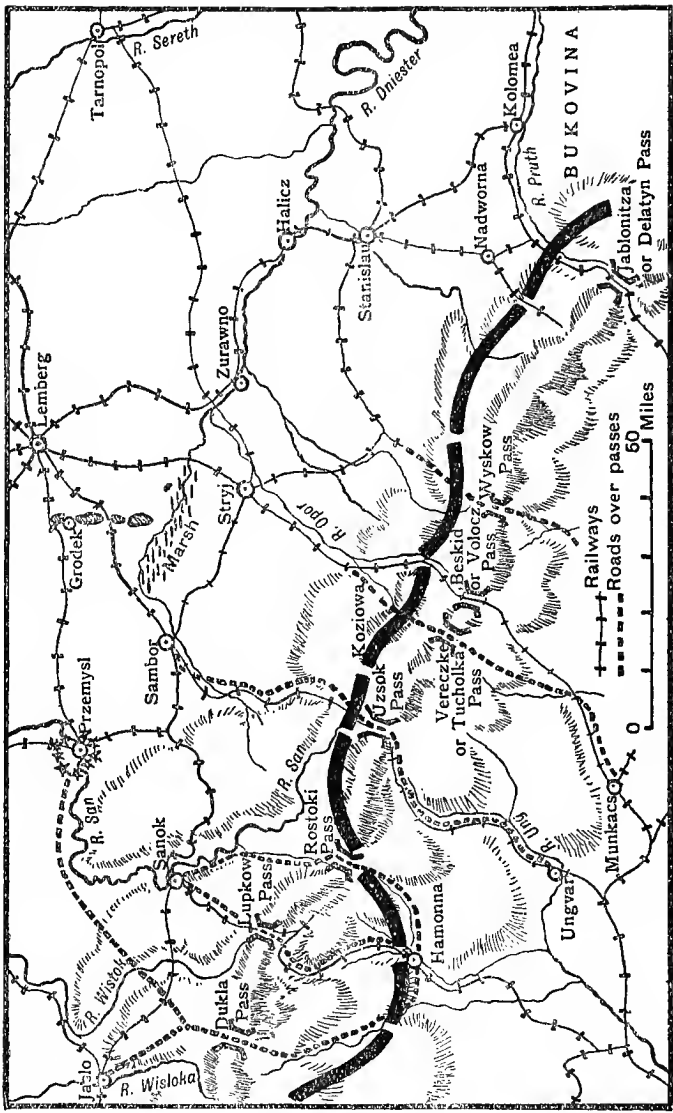 Tarnopol
R. Sereth
R. Dniester
Kolomea
BUKOVINA
R. Pruth
Halicz
Stanislau
Nadworna
Jablonitza
or Delatyn Pass
Lemberg
Zurawno
Grodek
Marsh
Stryj
R. Opor
Wyskow
Pass
Beskid
or Volocz
Pass
Koziowa
Vereczke
or Tucholka
Pass
Sambor
Uzsok
Pass
Przemysl
R. San
R. San
Sanok
Rostoki
Pass
Lupkow
Pass
Hamonna
R. Ung
Ungvar
Munkacs
R. Wistok
Dukla
Pass
Jaslo
R. Wisloka
Railways
Roads over passes
0
50 Miles